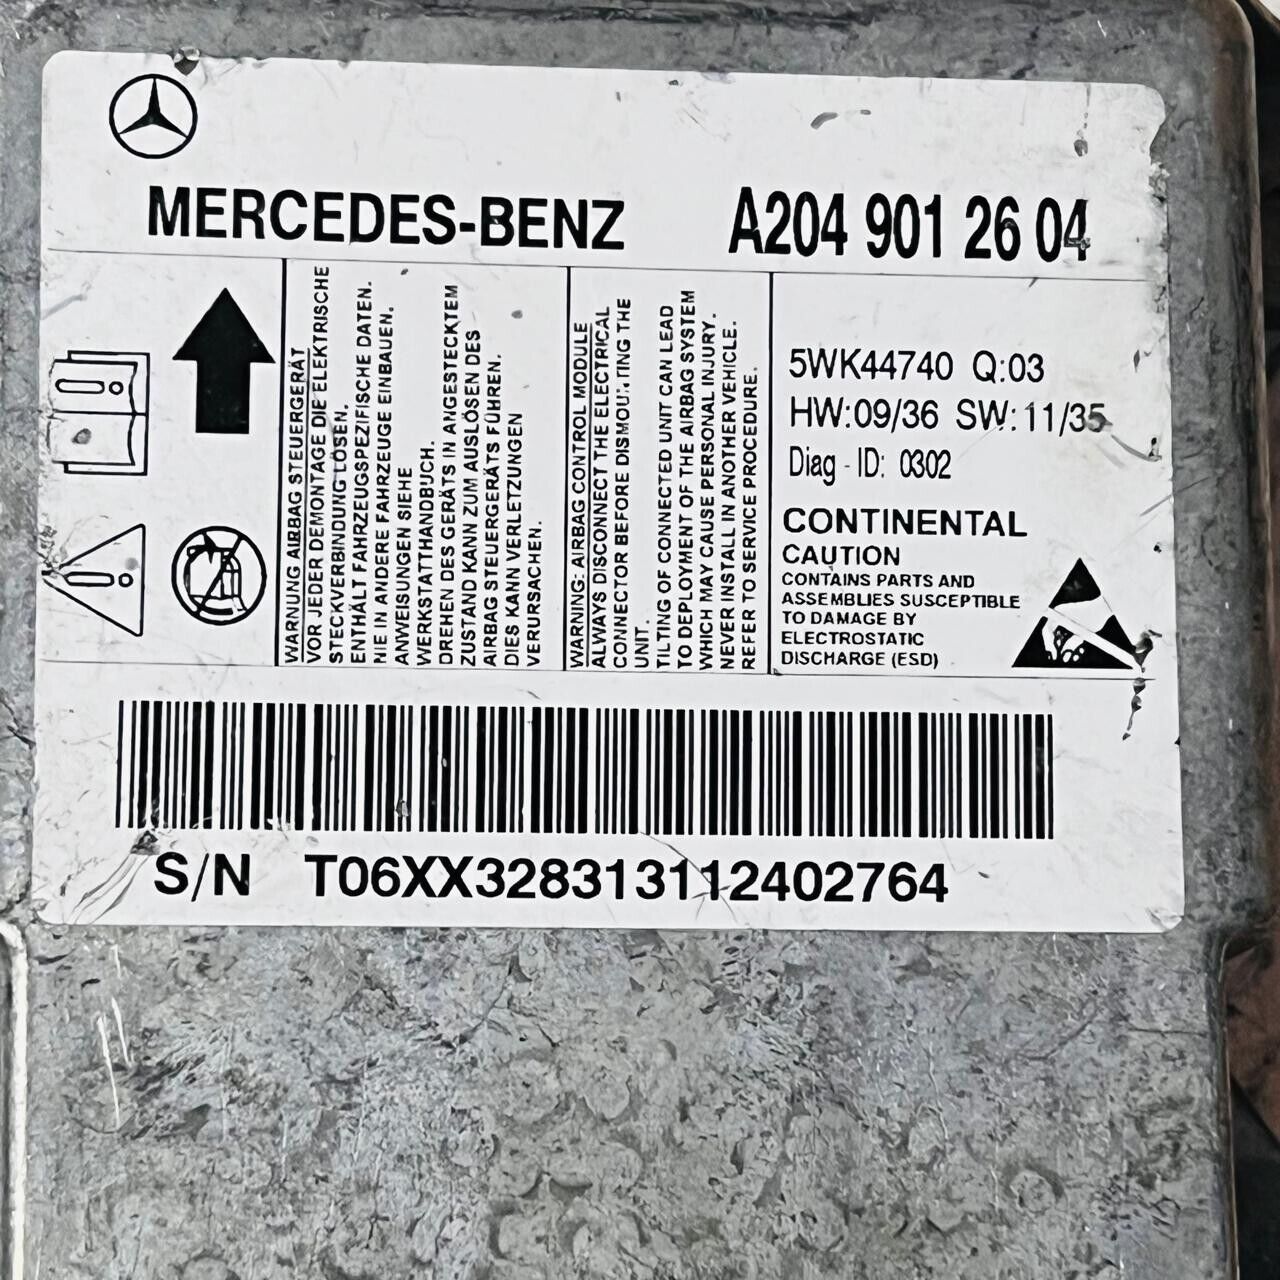 MERCEDES-BENZ A204 901 26 04
WARNUNG AIRBAG STEUERGERÄT
VOR JEDER DEMONTAGE DIE ELEKTRISCHE
STECKVERBINDUNG LÖSEN.
ENTHÄLT FAHRZEUGSPEZIFISCHE DATEN.
NIE IN ANDERE FAHRZEUGE EINBAUEN.
ANWEISUNGEN SIEHE
WERKSTATTHANDBUCH.
DREHEN DES GERÄTS IN ANGESTECKTEM
ZUSTAND KANN ZUM AUSLÖSEN DES
AIRBAG STEUERGERÄTS FÜHREN.
DIES KANN VERLETZUNGEN
VERURSACHEN.
WARNING: AIRBAG CONTROL MODULE
ALWAYS DISCONNECT THE ELECTRICAL
CONNECTOR BEFORE DISMOUNTING THE
UNIT.
TILTING OF CONNECTED UNIT CAN LEAD
TO DEPLOYMENT OF THE AIRBAG SYSTEM
WHICH MAY CAUSE PERSONAL INJURY.
NEVER INSTALL IN ANOTHER VEHICLE.
REFER TO SERVICE PROCEDURE.
5WK44740 Q:03
HW:09/36 SW:11/35
Diag - ID: 0302
CONTINENTAL
CAUTION
CONTAINS PARTS AND
ASSEMBLIES SUSCEPTIBLE
TO DAMAGE BY
ELECTROSTATIC
DISCHARGE (ESD)
S/N T06XX328313112402764